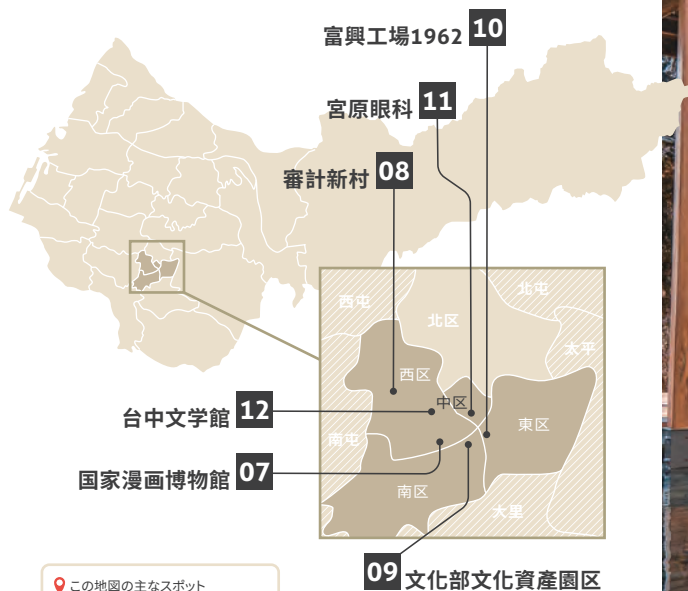 富興工場1962 10
宮原眼科 11
審計新村 08
西屯
北屯
北区
太平
西区
中区
台中文学館 12
東区
南屯
国家漫画博物館 07
南区
大里
09 文化部文化資產園区
この地図の主なスポット